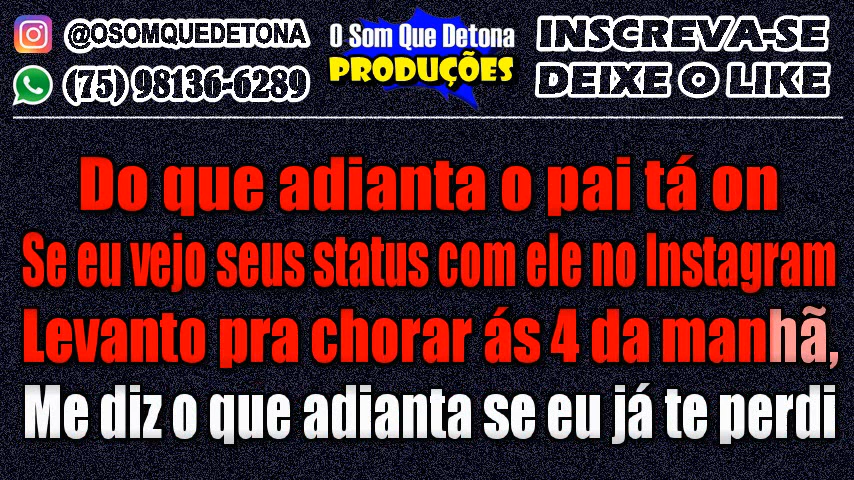 @OSOMQUEDETONA
(75) 98136-6289
O Som Que Detona
PRODUÇÕES
INSCREVA-SE
DEIXE O LIKE
Do que adianta o pai tá on
Se eu vejo seus status com ele no Instagram
Levanto pra chorar ás 4 da manhã,
Me diz o que adianta se eu já te perdi